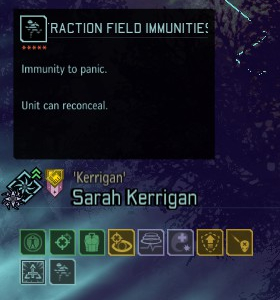 RACTION FIELD IMMUNITIES
*****
Immunity to panic.
Unit can reconceal.
'Kerrigan'
Sarah Kerrigan